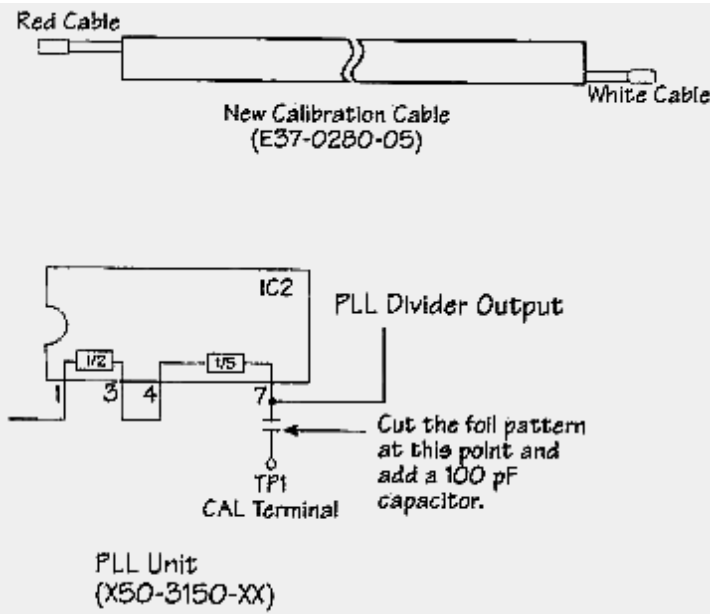 Red Cable
White Cable
New Calibration Cable
(E37-0280-05)
IC2
PLL Divider Output
1/2
1/5
1
3
4
7
Cut the foil pattern
at this point and
add a 100 pF
capacitor.
TP1
CAL Terminal
PLL Unit
(X50-3150-XX)